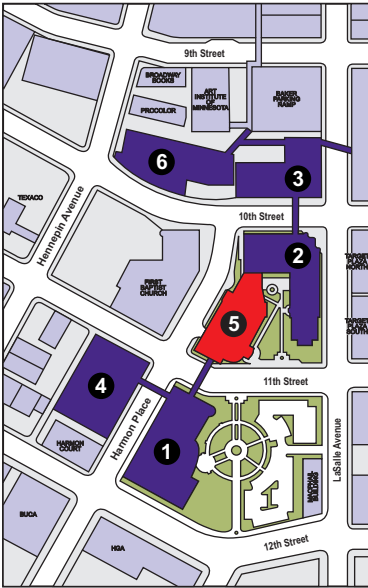 9th Street
BROADWAY
BOOKS
ART
INSTITUTE
OF
MINNESOTA
BAKER
PARKING
RAMP
PROCOLOR
6
3
TEXACO
Hennepin Avenue
10th Street
2
TARGET
PLAZA
NORTH
FIRST
BAPTIST
CHURCH
5
TARGET
PLAZA
SOUTH
11th Street
4
Harmon Place
LaSalle Avenue
HARMON
COURT
1
MACPHAIL
BUILDING
BUCA
HGA
12th Street